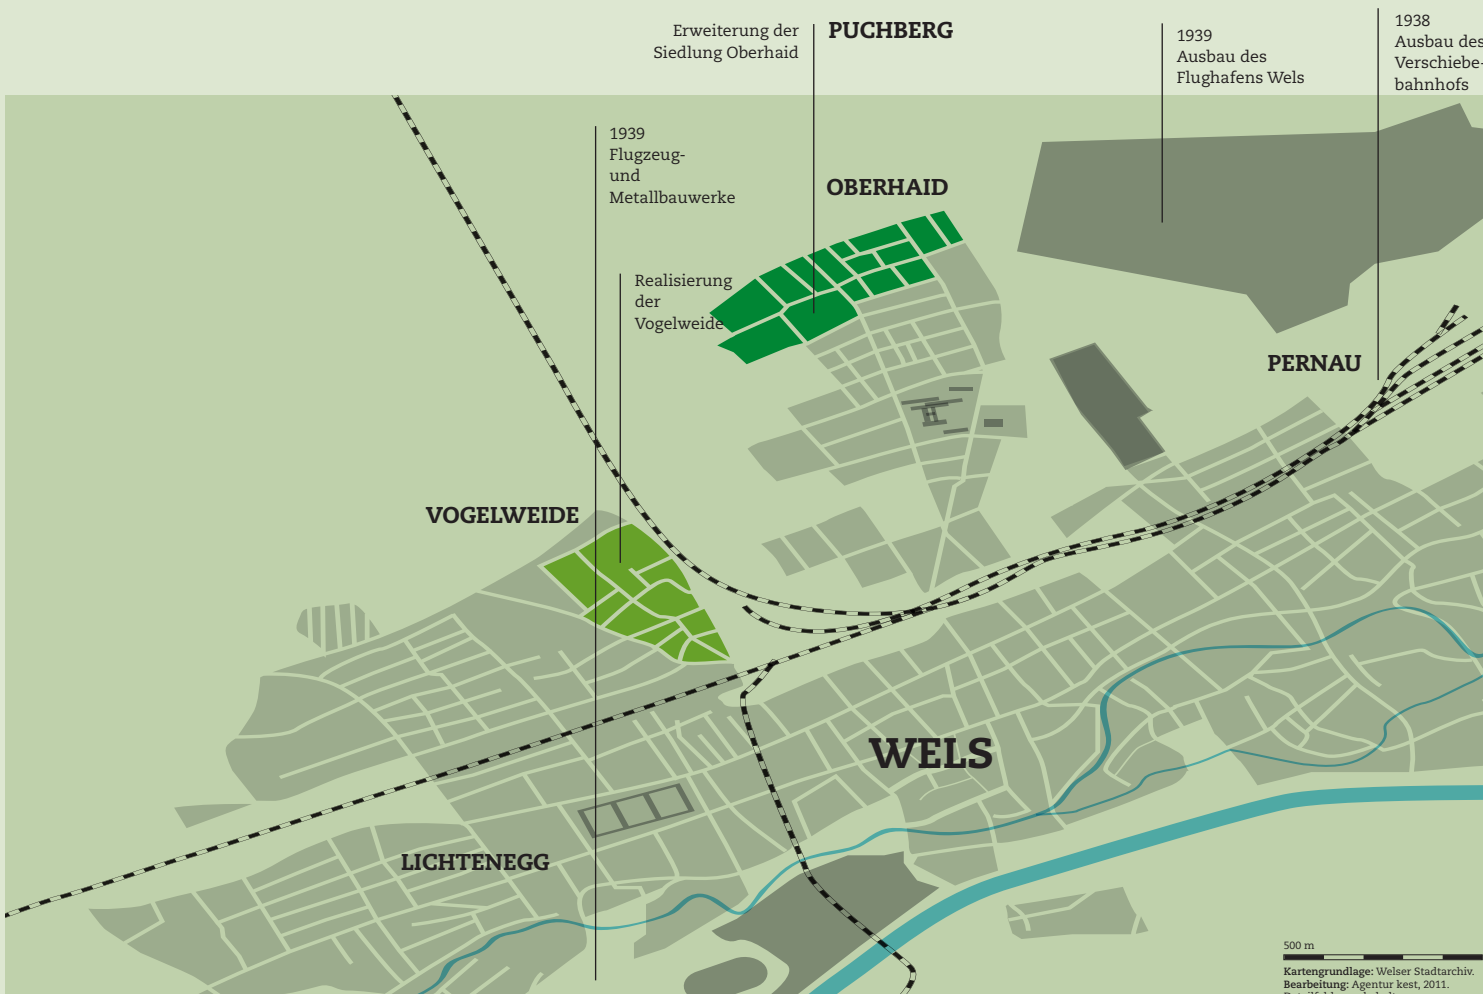 Erweiterung der
Siedlung Oberhaid
PUCHBERG
1939
Ausbau des
Flughafens Wels
1938
Ausbau des
Verschiebe-
bahnhofs
1939
Flugzeug-
und
Metallbauwerke
OBERHAID
Realisierung
der
Vogelweide
PERNAU
VOGELWEIDE
WELS
LICHTENEGG
500 m
Kartengrundlage: Welser Stadtarchiv.
Bearbeitung: Agentur kest, 2011.